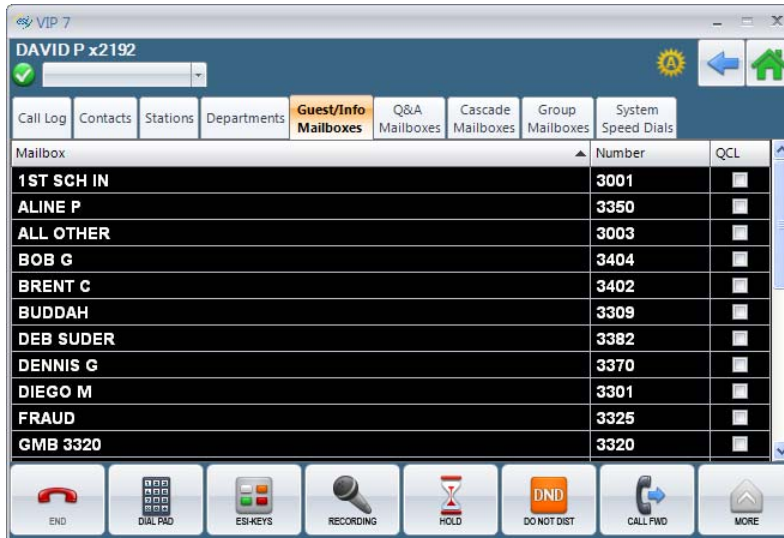 esi VIP 7
DAVID P x2192
A
Call Log Contacts Stations Departments Guest/Info Mailboxes Q&A Mailboxes Cascade Mailboxes Group Mailboxes System Speed Dials
Mailbox Number QCL
1ST SCH IN 3001
ALINE P 3350
ALL OTHER 3003
BOB G 3404
BRENT C 3402
BUDDAH 3309
DEB SUDER 3382
DENNIS G 3370
DIEGO M 3301
FRAUD 3325
GMB 3320 3320
DND
END DIAL PAD ESI-KEYS RECORDING HOLD DO NOT DIST CALL FWD MORE